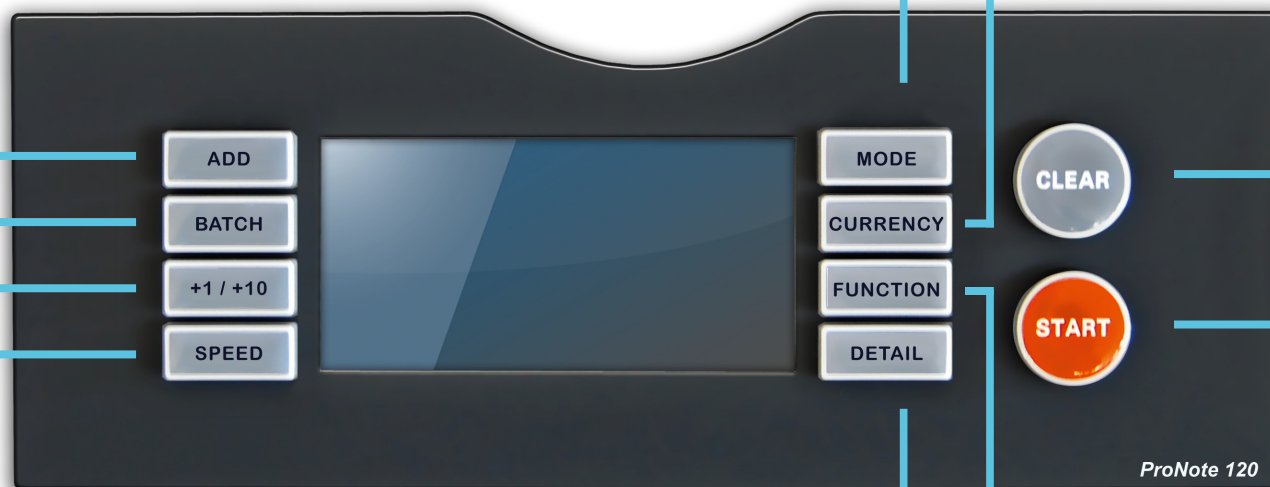 ADD
BATCH
+1 / +10
SPEED
MODE
CURRENCY
FUNCTION
DETAIL
CLEAR
START
ProNote 120